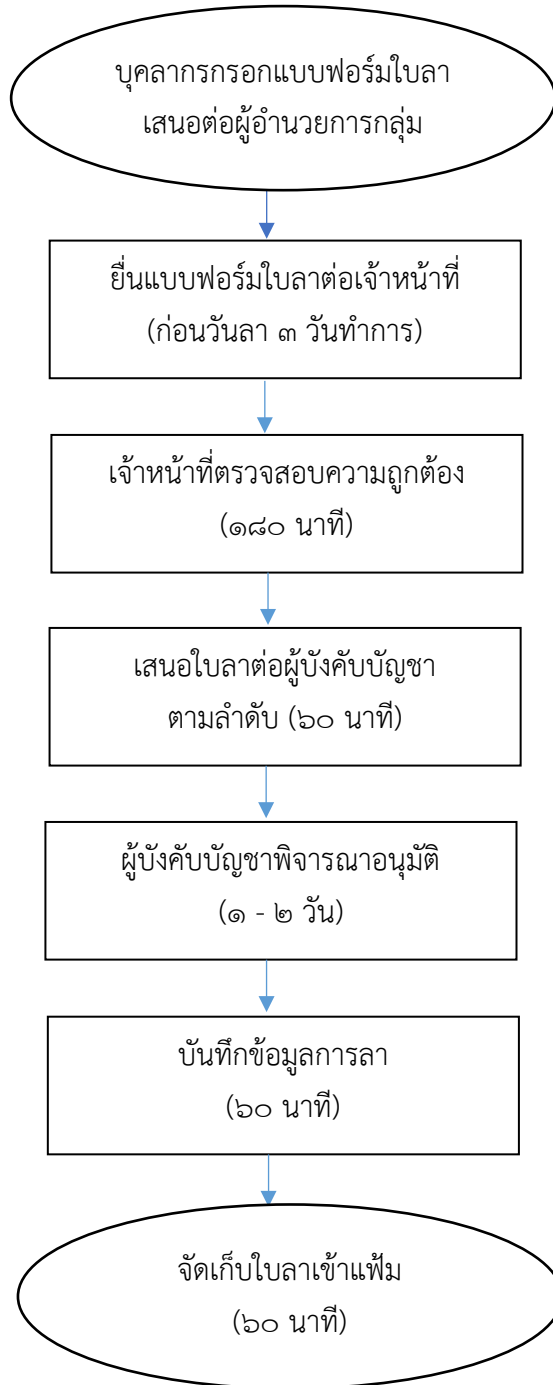 บุคลากรกรอกแบบฟอร์มใบลา
เสนอต่อผู้อำนวยการกลุ่ม
ยื่นแบบฟอร์มใบลาต่อเจ้าหน้าที่
(ก่อนวันลา ๓ วันทำการ)
เจ้าหน้าที่ตรวจสอบความถูกต้อง
(๑๘๐ นาที)
เสนอใบลาต่อผู้บังคับบัญชา
ตามลำดับ (๖๐ นาที)
ผู้บังคับบัญชาพิจารณาอนุมัติ
(๑ - ๒ วัน)
บันทึกข้อมูลการลา
(๖๐ นาที)
จัดเก็บใบลาเข้าแฟ้ม
(๖๐ นาที)